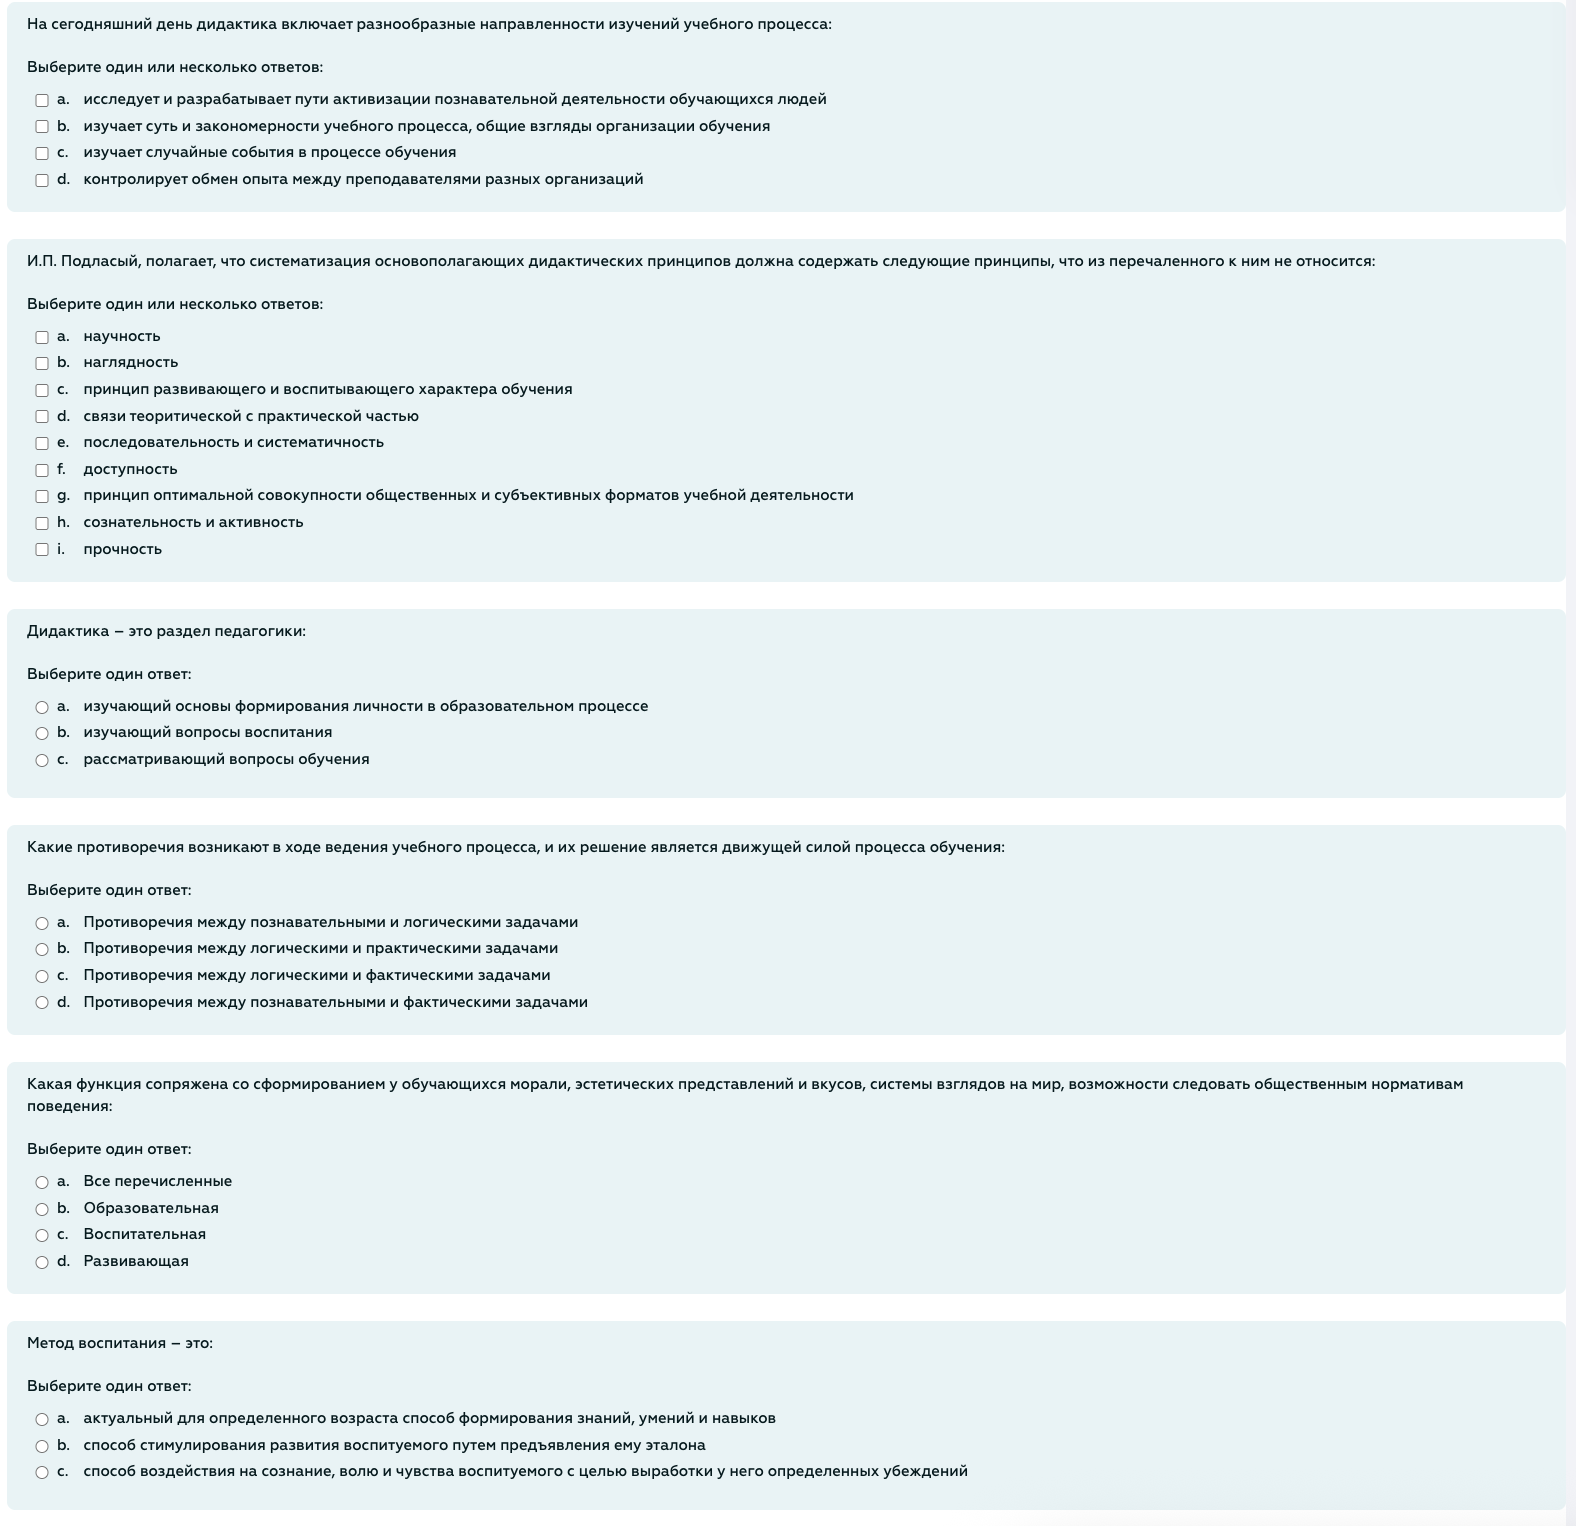 На сегодняшний день дидактика включает разнообразные направленности изучений учебного процесса:
Выберите один или несколько ответов:
a. исследует и разрабатывает пути активизации познавательной деятельности обучающихся людей
b. изучает суть и закономерности учебного процесса, общие взгляды организации обучения
c. изучает случайные события в процессе обучения
d. контролирует обмен опыта между преподавателями разных организаций
И.П. Подласый, полагает, что систематизация основополагающих дидактических принципов должна содержать следующие принципы, что из перечаленного к ним не относится:
Выберите один или несколько ответов:
a. научность
b. наглядность
c. принцип развивающего и воспитывающего характера обучения
d. связи теоритической с практической частью
e. последовательность и систематичность
f. доступность
g. принцип оптимальной совокупности общественных и субъективных форматов учебной деятельности
h. сознательность и активность
i. прочность
Дидактика – это раздел педагогики:
Выберите один ответ:
a. изучающий основы формирования личности в образовательном процессе
b. изучающий вопросы воспитания
c. рассматривающий вопросы обучения
Какие противоречия возникают в ходе ведения учебного процесса, и их решение является движущей силой процесса обучения:
Выберите один ответ:
a. Противоречия между познавательными и логическими задачами
b. Противоречия между логическими и практическими задачами
c. Противоречия между логическими и фактическими задачами
d. Противоречия между познавательными и фактическими задачами
Какая функция сопряжена со сформированием у обучающихся морали, эстетических представлений и вкусов, системы взглядов на мир, возможности следовать общественным нормативам
поведения:
Выберите один ответ:
a. Все перечисленные
b. Образовательная
c. Воспитательная
d. Развивающая
Метод воспитания – это:
Выберите один ответ:
a. актуальный для определенного возраста способ формирования знаний, умений и навыков
b. способ стимулирования развития воспитуемого путем предъявления ему эталона
c. способ воздействия на сознание, волю и чувства воспитуемого с целью выработки у него определенных убеждений